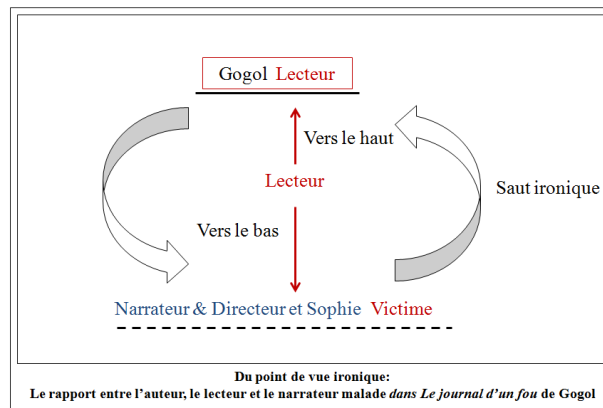 Gogol Lecteur
Vers le haut
Lecteur
Saut ironique
Vers le bas
Narrateur & Directeur et Sophie Victime
Du point de vue ironique:
Le rapport entre l'auteur, le lecteur et le narrateur malade dans Le journal d'un fou de Gogol